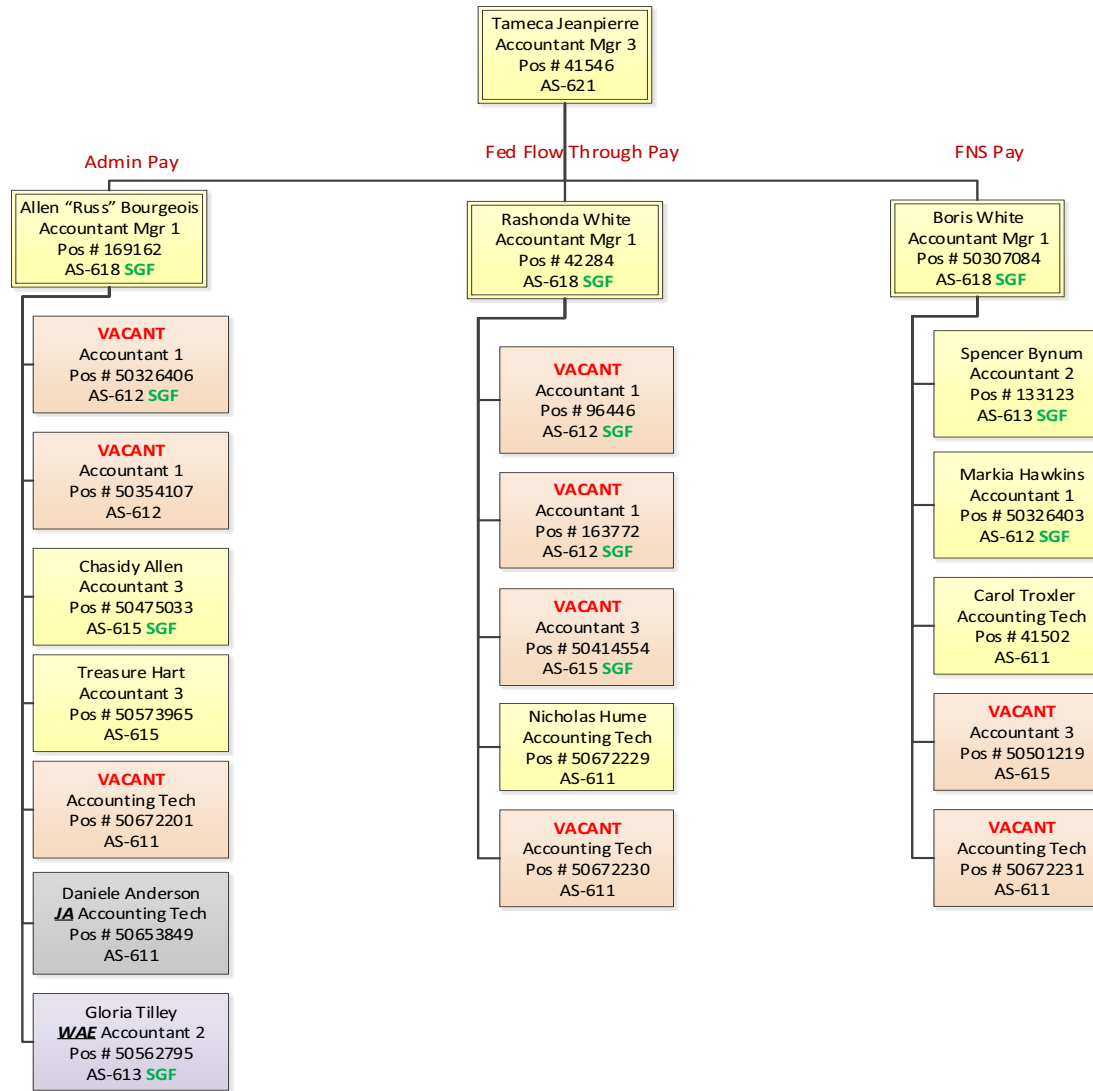 Tameca Jeanpierre
Accountant Mgr 3
Pos # 41546
AS-621
Admin Pay
Fed Flow Through Pay
FNS Pay
Allen “Russ” Bourgeois
Accountant Mgr 1
Pos # 169162
AS-618 SGF
VACANT
Accountant 1
Pos # 50326406
AS-612 SGF
VACANT
Accountant 1
Pos # 50354107
AS-612
Chasidy Allen
Accountant 3
Pos # 50475033
AS-615 SGF
Treasure Hart
Accountant 3
Pos # 50573965
AS-615
VACANT
Accounting Tech
Pos # 50672201
AS-611
Daniele Anderson
JA Accounting Tech
Pos # 50653849
AS-611
Gloria Tilley
WAE Accountant 2
Pos # 50562795
AS-613 SGF
Rashonda White
Accountant Mgr 1
Pos # 42284
AS-618 SGF
VACANT
Accountant 1
Pos # 96446
AS-612 SGF
VACANT
Accountant 1
Pos # 163772
AS-612 SGF
VACANT
Accountant 3
Pos # 50414554
AS-615 SGF
Nicholas Hume
Accounting Tech
Pos # 50672229
AS-611
VACANT
Accounting Tech
Pos # 50672230
AS-611
Boris White
Accountant Mgr 1
Pos # 50307084
AS-618 SGF
Spencer Bynum
Accountant 2
Pos # 133123
AS-613 SGF
Markia Hawkins
Accountant 1
Pos # 50326403
AS-612 SGF
Carol Troxler
Accounting Tech
Pos # 41502
AS-611
VACANT
Accountant 3
Pos # 50501219
AS-615
VACANT
Accounting Tech
Pos # 50672231
AS-611